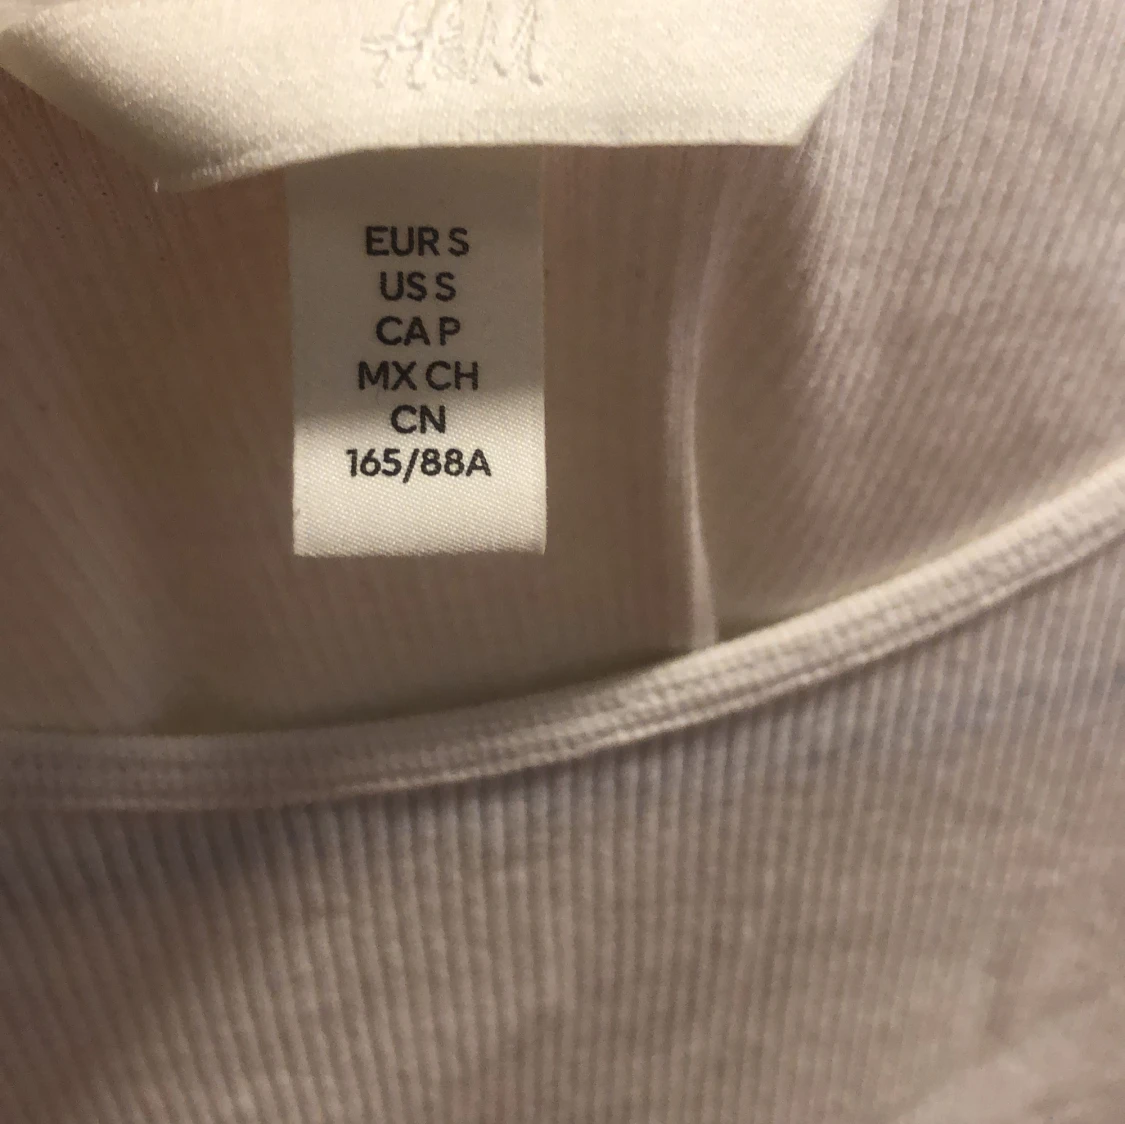 H&M
EUR S
US S
CA P
MX CH
CN
165/88A